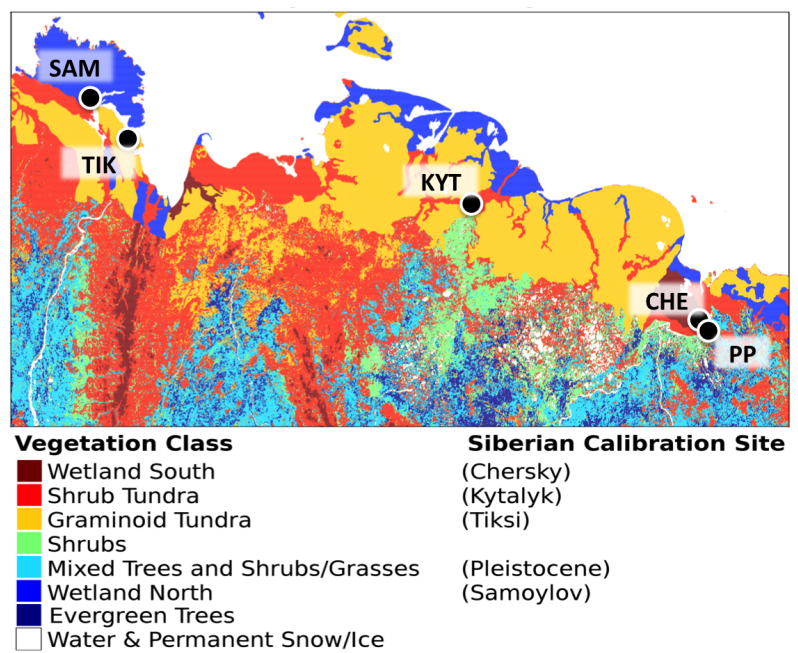 SAM
TIK
KYT
CHE
PP
Vegetation Class Siberian Calibration Site
Wetland South (Chersky)
Shrub Tundra (Kytalyk)
Graminoid Tundra (Tiksi)
Shrubs
Mixed Trees and Shrubs/Grasses (Pleistocene)
Wetland North (Samoylov)
Evergreen Trees
Water & Permanent Snow/Ice